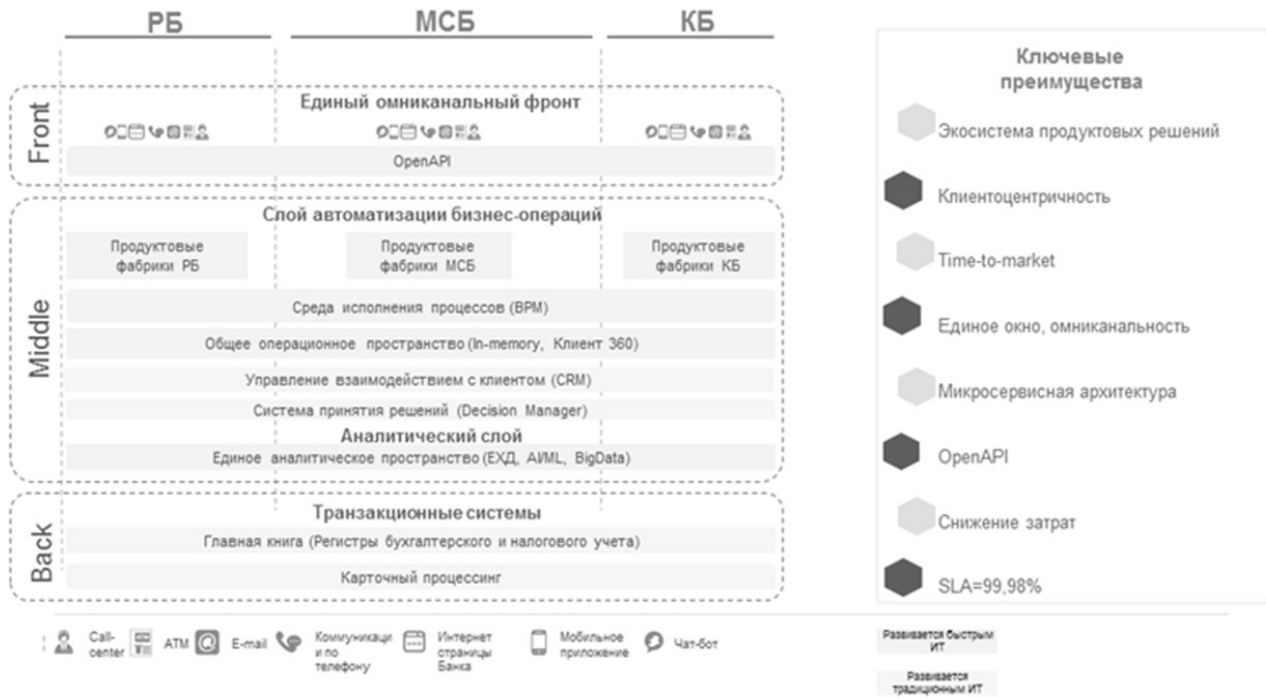 РБ
МСБ
КБ
Front
Единый омниканальный фронт
OpenAPI
Middle
Слой автоматизации бизнес-операций
Продуктовые
фабрики РБ
Продуктовые
фабрики МСБ
Продуктовые
фабрики КБ
Среда исполнения процессов (BPM)
Общее операционное пространство (In-memory, Клиент 360)
Управление взаимодействием с клиентом (CRM)
Система принятия решений (Decision Manager)
Аналитический слой
Единое аналитическое пространство (ЕХД, AI/ML, BigData)
Back
Транзакционные системы
Главная книга (Регистры бухгалтерского и налогового учета)
Карточный процессинг
Call-
center
ATM
E-mail
Коммуникаци
и по
телефону
Интернет
страницы
Банка
Мобильное
приложение
Чат-бот
Ключевые
преимущества
Экосистема продуктовых решений
Клиентоцентричность
Time-to-market
Единое окно, омниканальность
Микросервисная архитектура
OpenAPI
Снижение затрат
SLA=99,98%
Развивается быстрым
ИТ
Развивается
традиционным ИТ